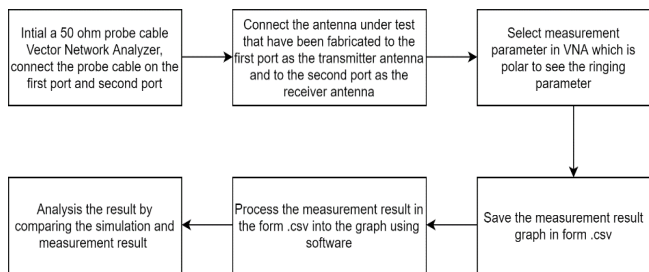 Intial a 50 ohm probe cable
Vector Network Analyzer,
connect the probe cable on the
first port and second port
Connect the antenna under test
that have been fabricated to the
first port as the transmitter antenna
and to the second port as the
receiver antenna
Select measurement
parameter in VNA which is
polar to see the ringing
parameter
Save the measurement result
graph in form .csv
Process the measurement result in
the form .csv into the graph using
software
Analysis the result by
comparing the simulation and
measurement result